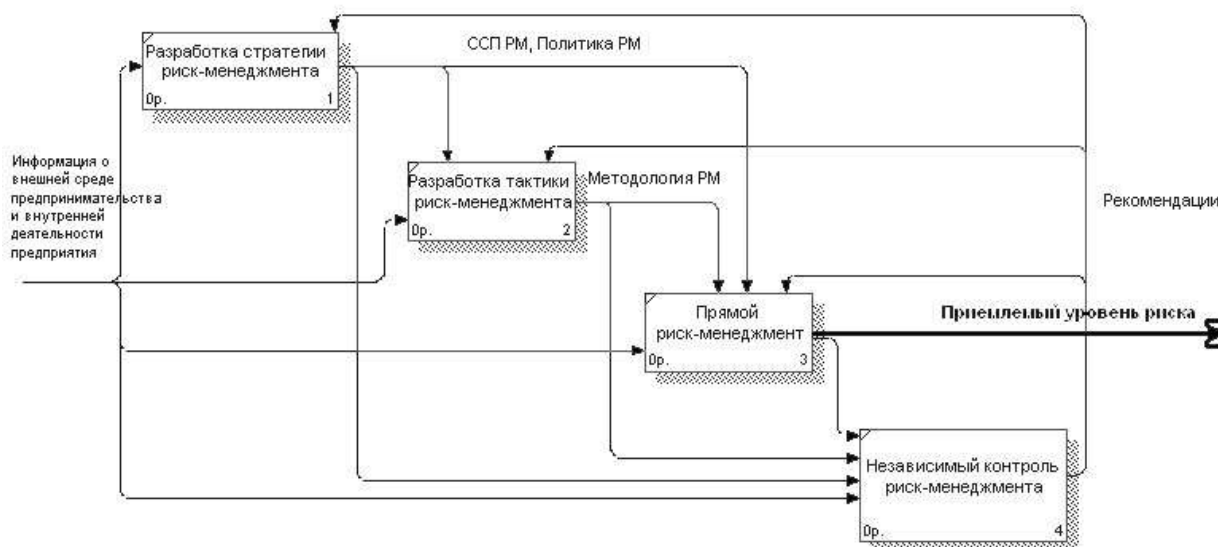 Разработка стратегии
риск-менеджмента
0р.
1
ССП РМ, Политика РМ
Информация о
внешней среде
предпринимательства
и внутренней
деятельности
предприятия
Разработка тактики
риск-менеджмента
0р.
2
Методология РМ
Рекомендации
Прямой
риск-менеджмент
0р.
3
Приемлемый уровень риска
Независимый контроль
риск-менеджмента
0р.
4